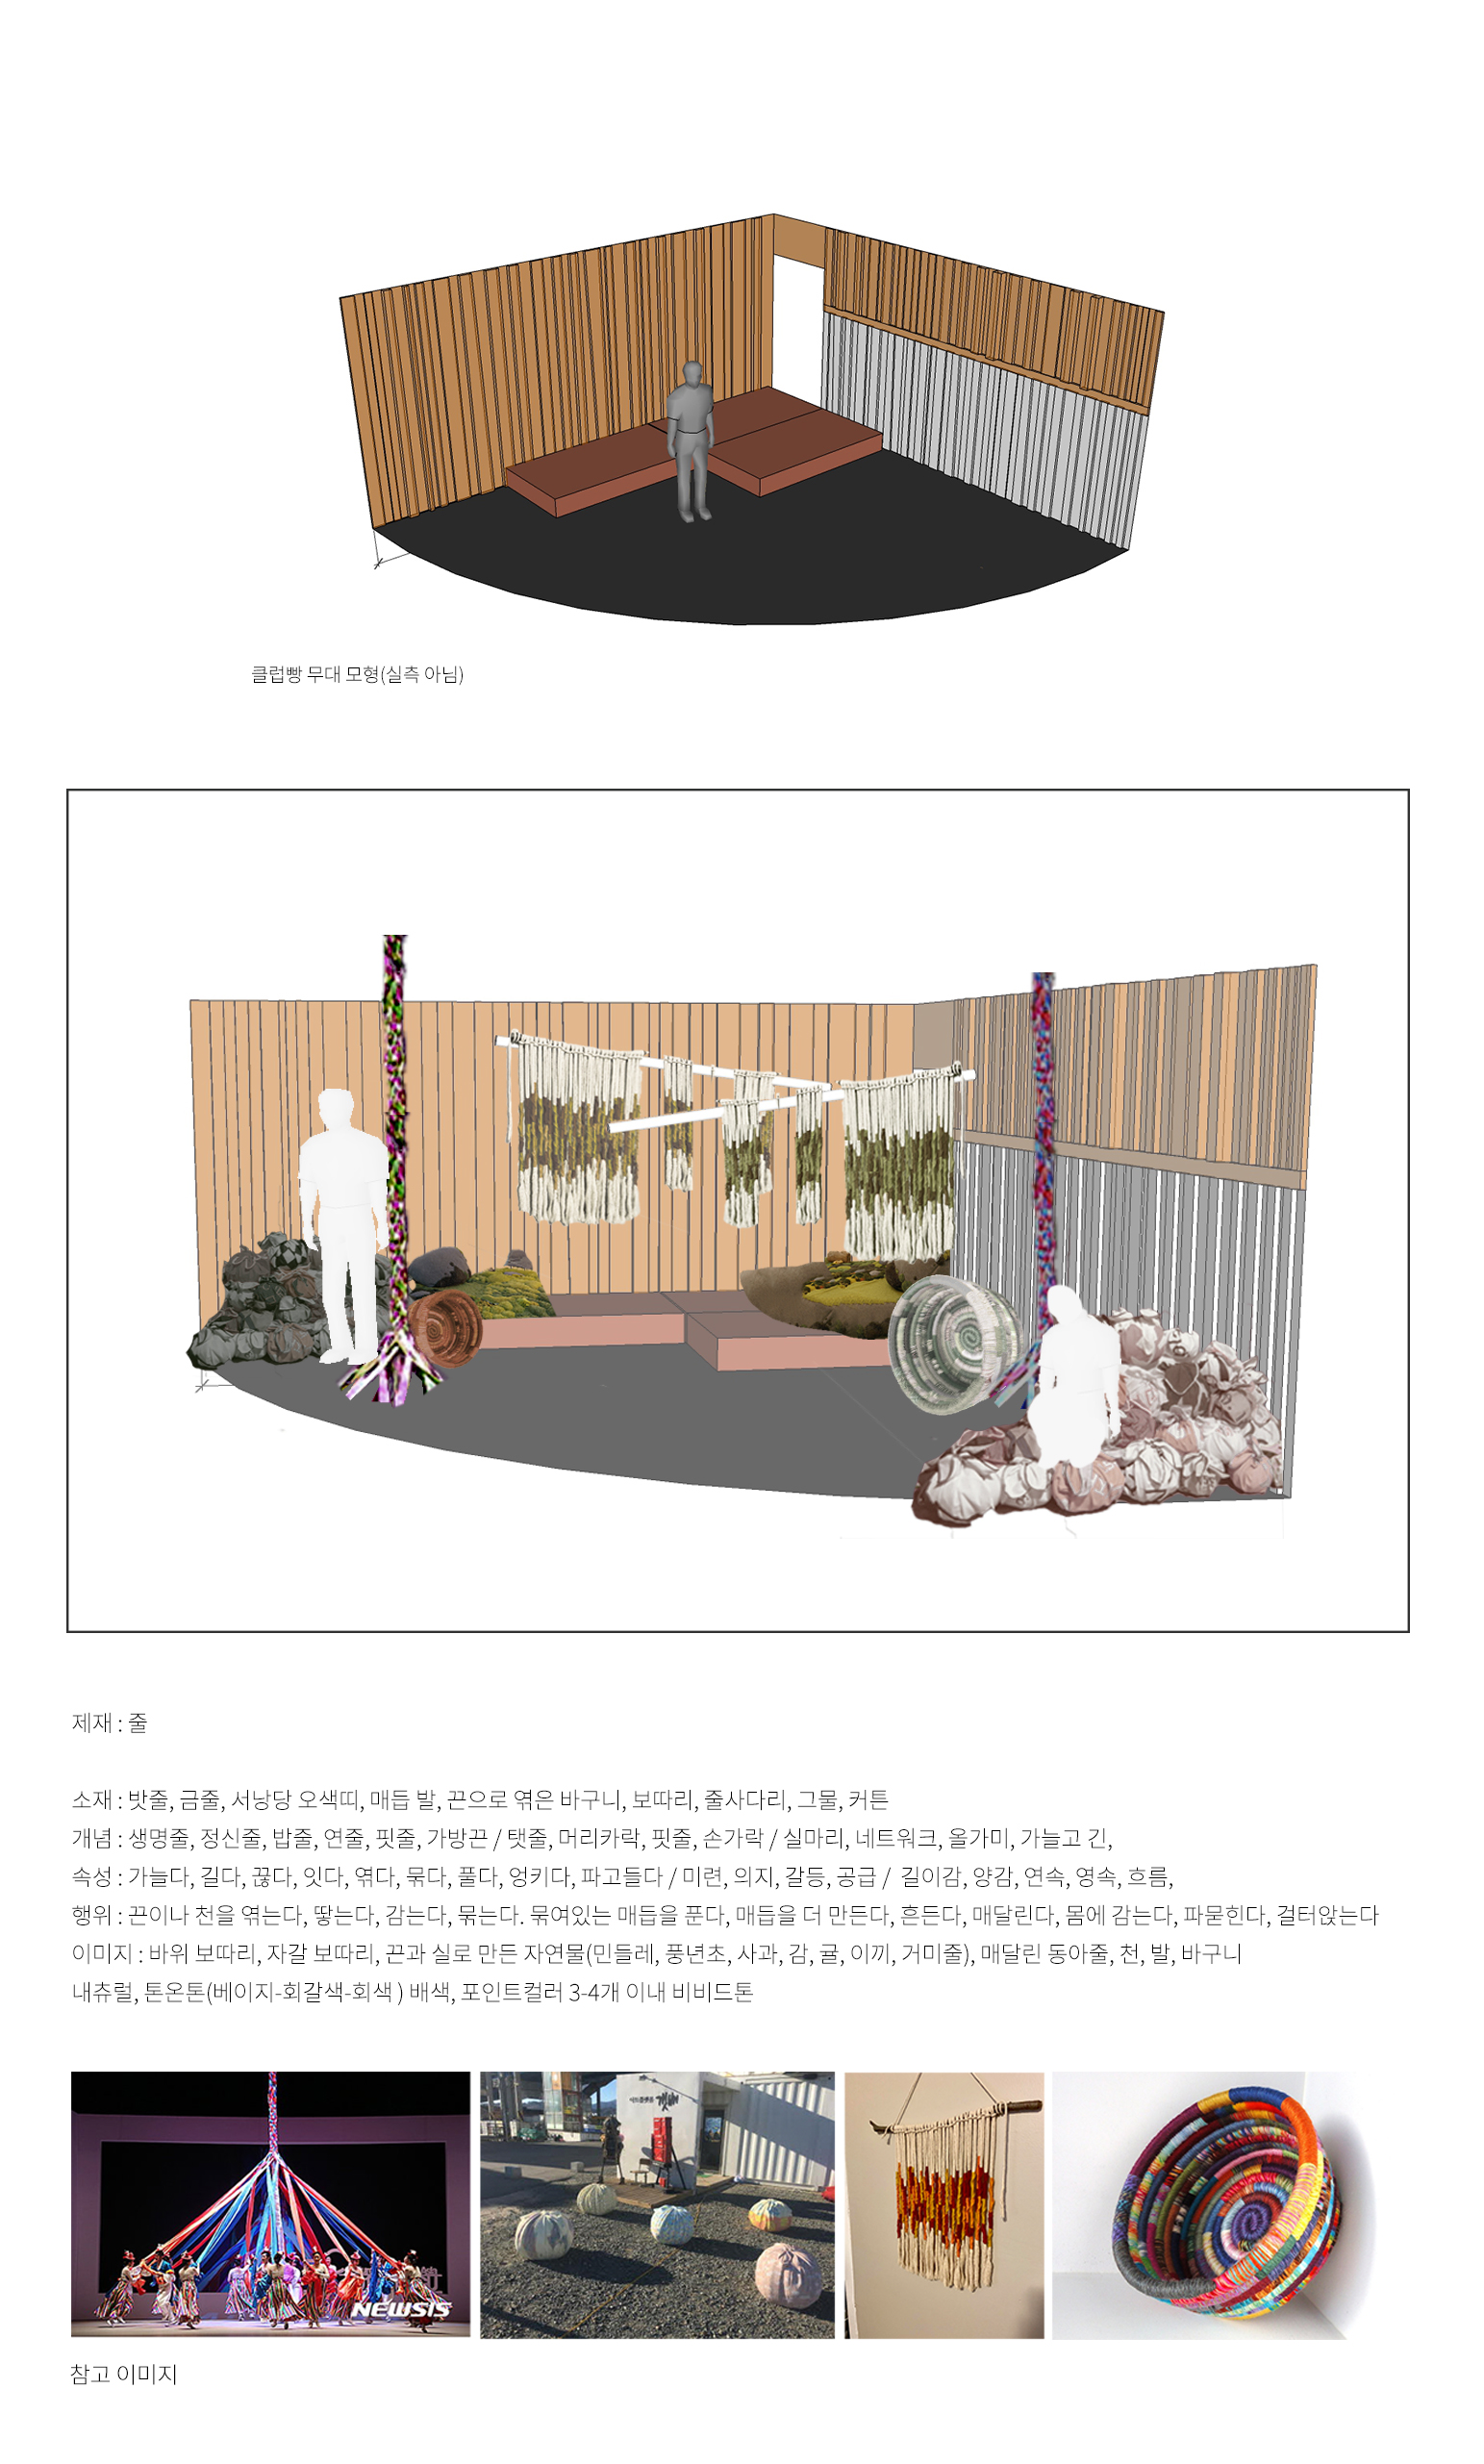 클럽빵 무대 모형(실측 아님)
제재 : 줄
소재 : 밧줄, 금줄, 서낭당 오색띠, 매듭 발, 끈으로 엮은 바구니, 보따리, 줄사다리, 그물, 커튼
개념 : 생명줄, 정신줄, 밥줄, 연줄, 핏줄, 가방끈 / 탯줄, 머리카락, 핏줄, 손가락 / 실마리, 네트워크, 올가미, 가늘고 긴,
속성 : 가늘다, 길다, 끊다, 잇다, 엮다, 묶다, 풀다, 엉키다, 파고들다 / 미련, 의지, 갈등, 공급 / 길이감, 양감, 연속, 영속, 흐름,
행위 : 끈이나 천을 엮는다, 땋는다, 감는다, 묶는다. 묶여있는 매듭을 푼다, 매듭을 더 만든다, 흔든다, 매달린다, 몸에 감는다, 파묻힌다, 걸터앉는다
이미지 : 바위 보따리, 자갈 보따리, 끈과 실로 만든 자연물(민들레, 풍년초, 사과, 감, 귤, 이끼, 거미줄), 매달린 동아줄, 천, 발, 바구니
내츄럴, 톤온톤(베이지-회갈색-회색 ) 배색, 포인트컬러 3-4개 이내 비비드톤
NEWSIS
참고 이미지